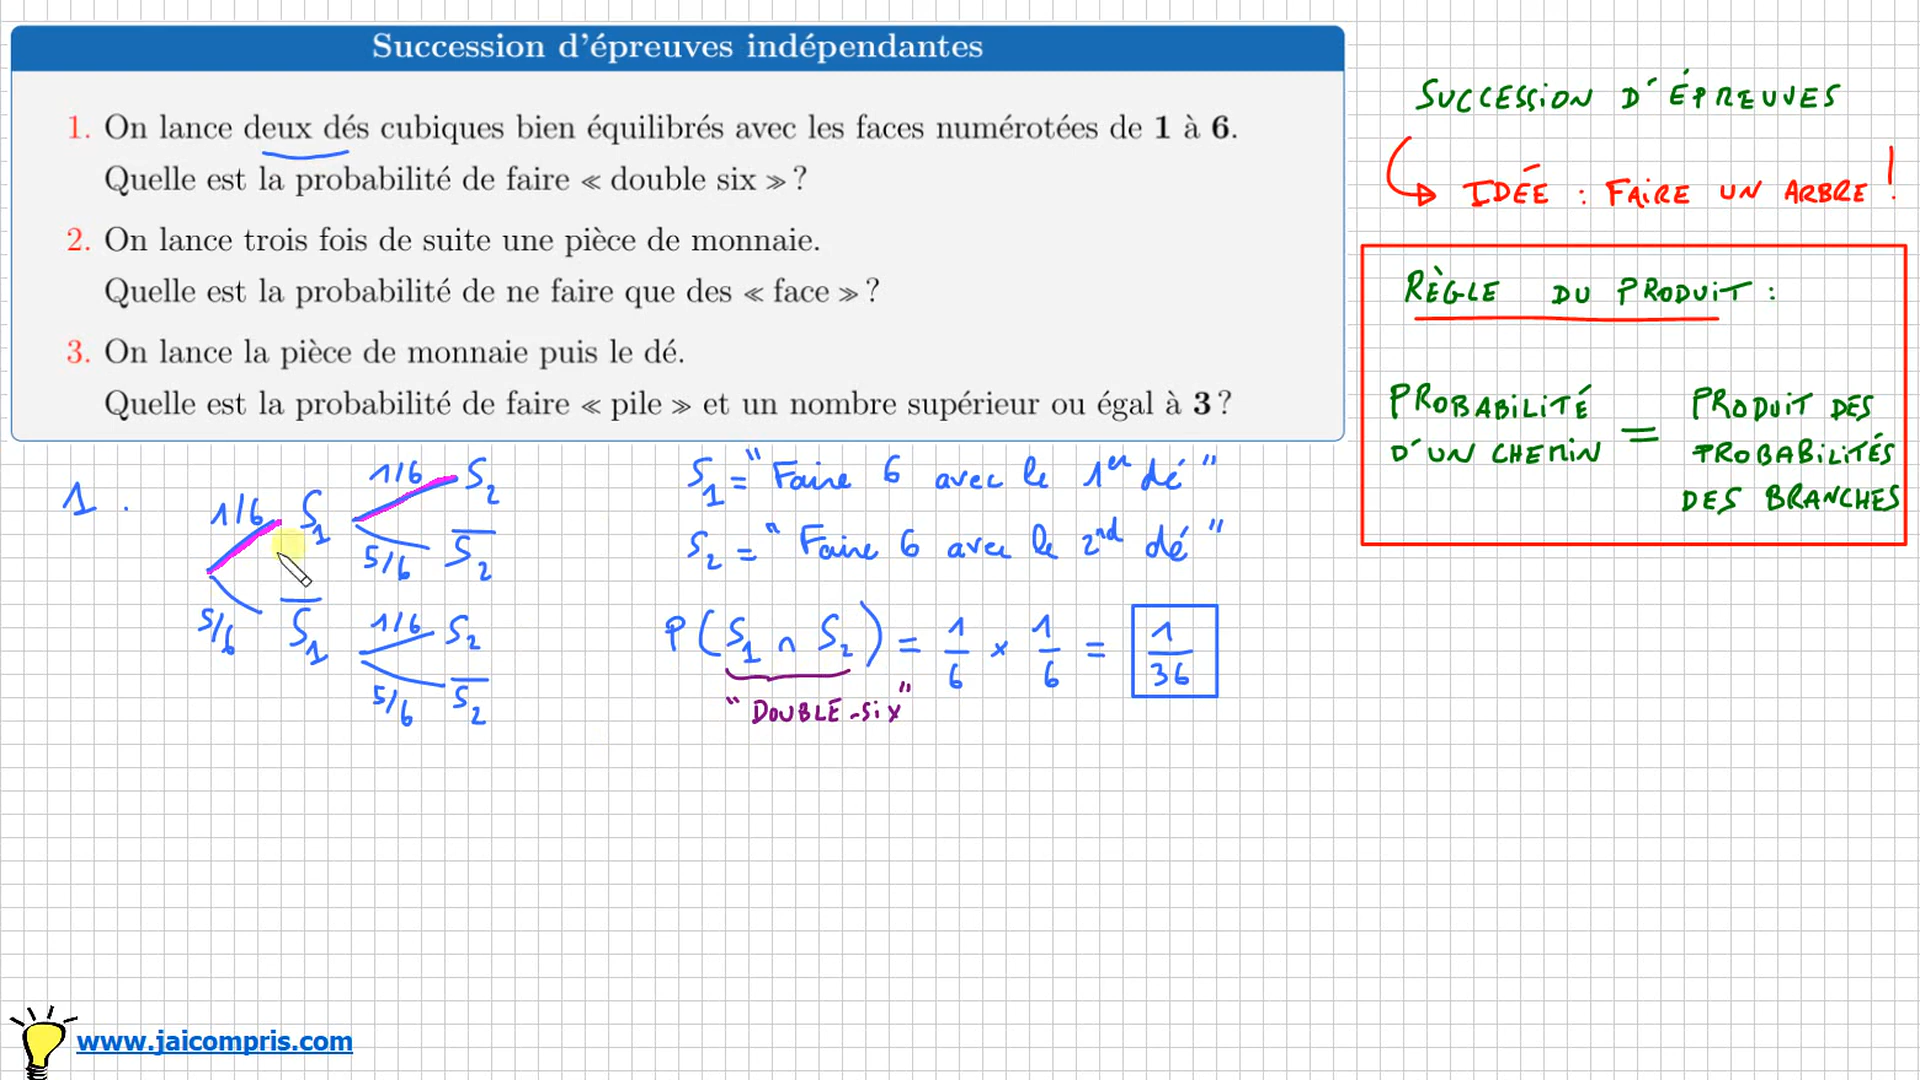 Succession d'épreuves indépendantes
1. On lance deux dés cubiques bien équilibrés avec les faces numérotées de 1 à 6.
Quelle est la probabilité de faire « double six » ?
2. On lance trois fois de suite une pièce de monnaie.
Quelle est la probabilité de ne faire que des « face » ?
3. On lance la pièce de monnaie puis le dé.
Quelle est la probabilité de faire « pile » et un nombre supérieur ou égal à 3 ?
SUCCESSION D'ÉPREUVES
IDÉE : FAIRE UN ARBRE !
RÈGLE DU PRODUIT :
PROBABILITÉ D'UN CHEMIN = PRODUIT DES PROBABILITÉS DES BRANCHES
1.
1/6 S₁ 1/6 S₂
5/6 S̅₂
5/6 S̅₁ 1/6 S₂
5/6 S̅₂
S₁ = "Faire 6 avec le 1er dé"
S₂ = "Faire 6 avec le 2nd dé"
P(S₁ ∩ S₂) = 1/6 × 1/6 = 1/36
"DOUBLE-SIX"
www.jaicompris.com